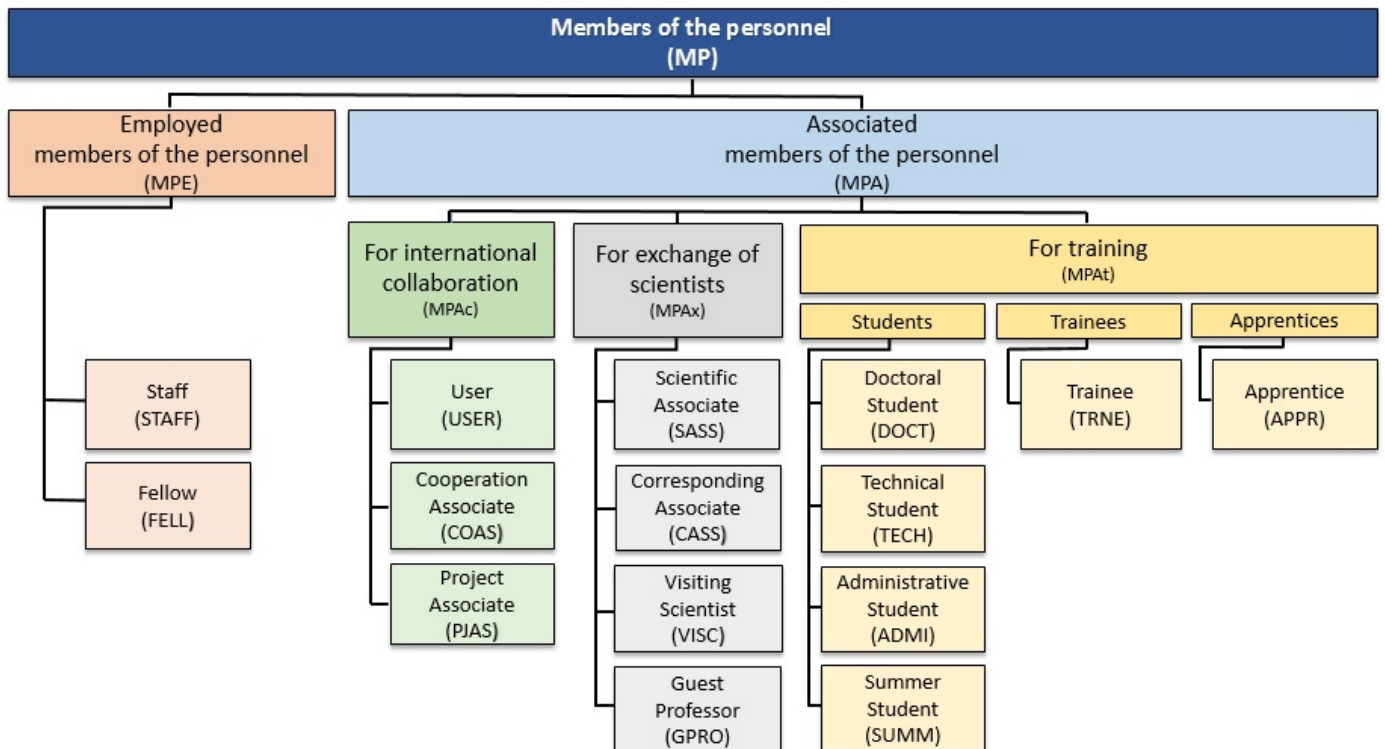 Members of the personnel
(MP)
Employed
members of the personnel
(MPE)
Associated
members of the personnel
(MPA)
Staff
(STAFF)
Fellow
(FELL)
For international
collaboration
(MPAc)
User
(USER)
Cooperation
Associate
(COAS)
Project
Associate
(PJAS)
For exchange of
scientists
(MPAx)
Scientific
Associate
(SASS)
Corresponding
Associate
(CASS)
Visiting
Scientist
(VISC)
Guest
Professor
(GPRO)
For training
(MPAt)
Students
Doctoral
Student
(DOCT)
Technical
Student
(TECH)
Administrative
Student
(ADMI)
Summer
Student
(SUMM)
Trainees
Trainee
(TRNE)
Apprentices
Apprentice
(APPR)